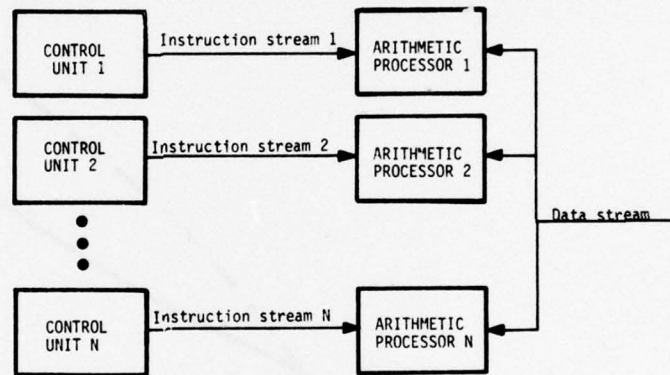 CONTROL
UNIT 1
Instruction stream 1
ARITHMETIC
PROCESSOR 1
CONTROL
UNIT 2
Instruction stream 2
ARITHMETIC
PROCESSOR 2
Data stream
CONTROL
UNIT N
Instruction stream N
ARITHMETIC
PROCESSOR N